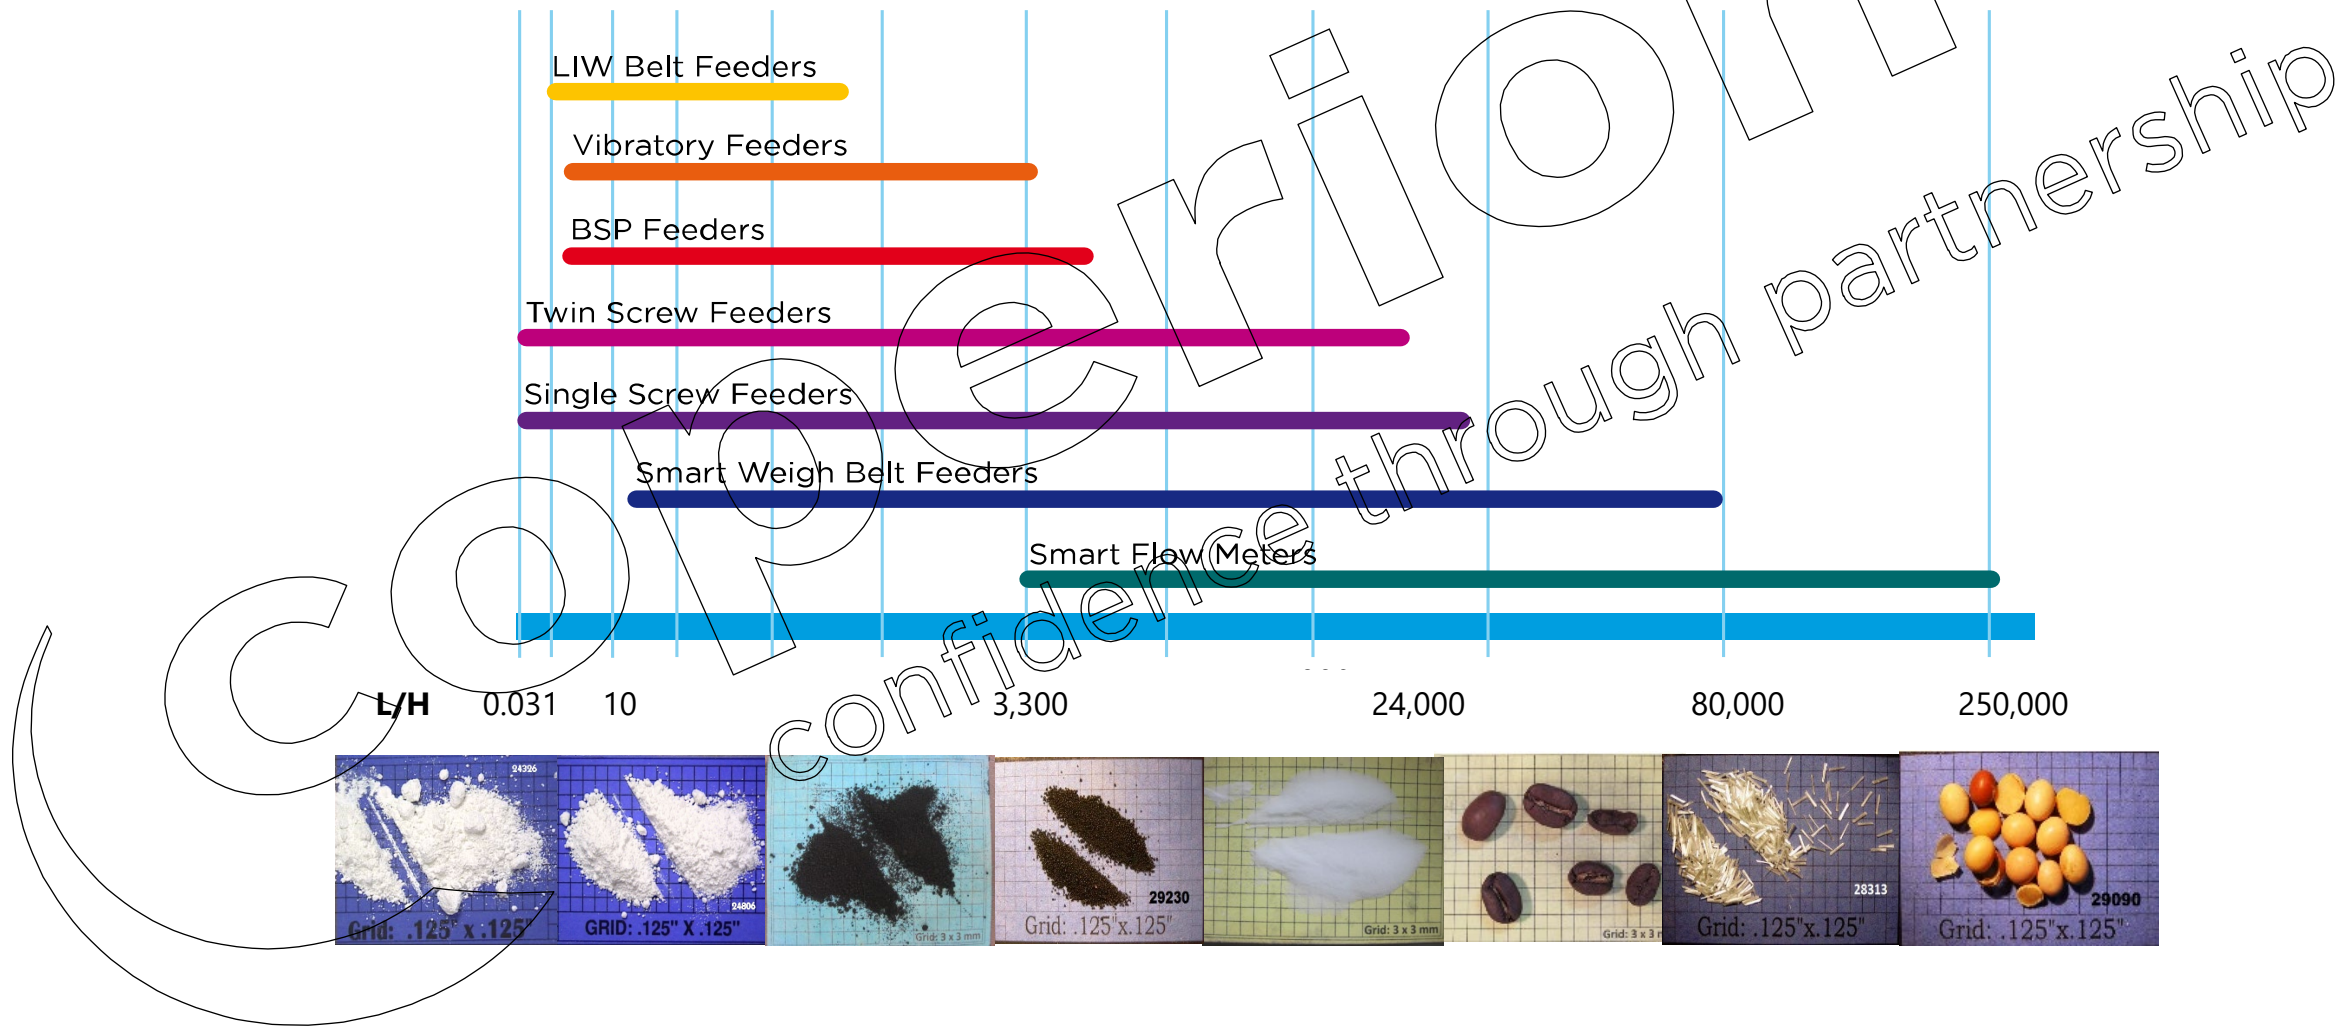 LIW Belt Feeders
Vibratory Feeders
BSP Feeders
Twin Screw Feeders
Single Screw Feeders
Smart Weigh Belt Feeders
Smart Flow Meters
L/H 0.031 10 3,300 24,000 80,000 250,000
coperion
confidence through partnership
24326
Grid: .125" x .125"
24806
GRID: .125" X .125"
Grid: 3 x 3 mm
29230
Grid: .125"x.125"
Grid: 3 x 3 mm
Grid: 3 x 3
28313
Grid: .125"x.125"
29090
Grid: .125"x.125"